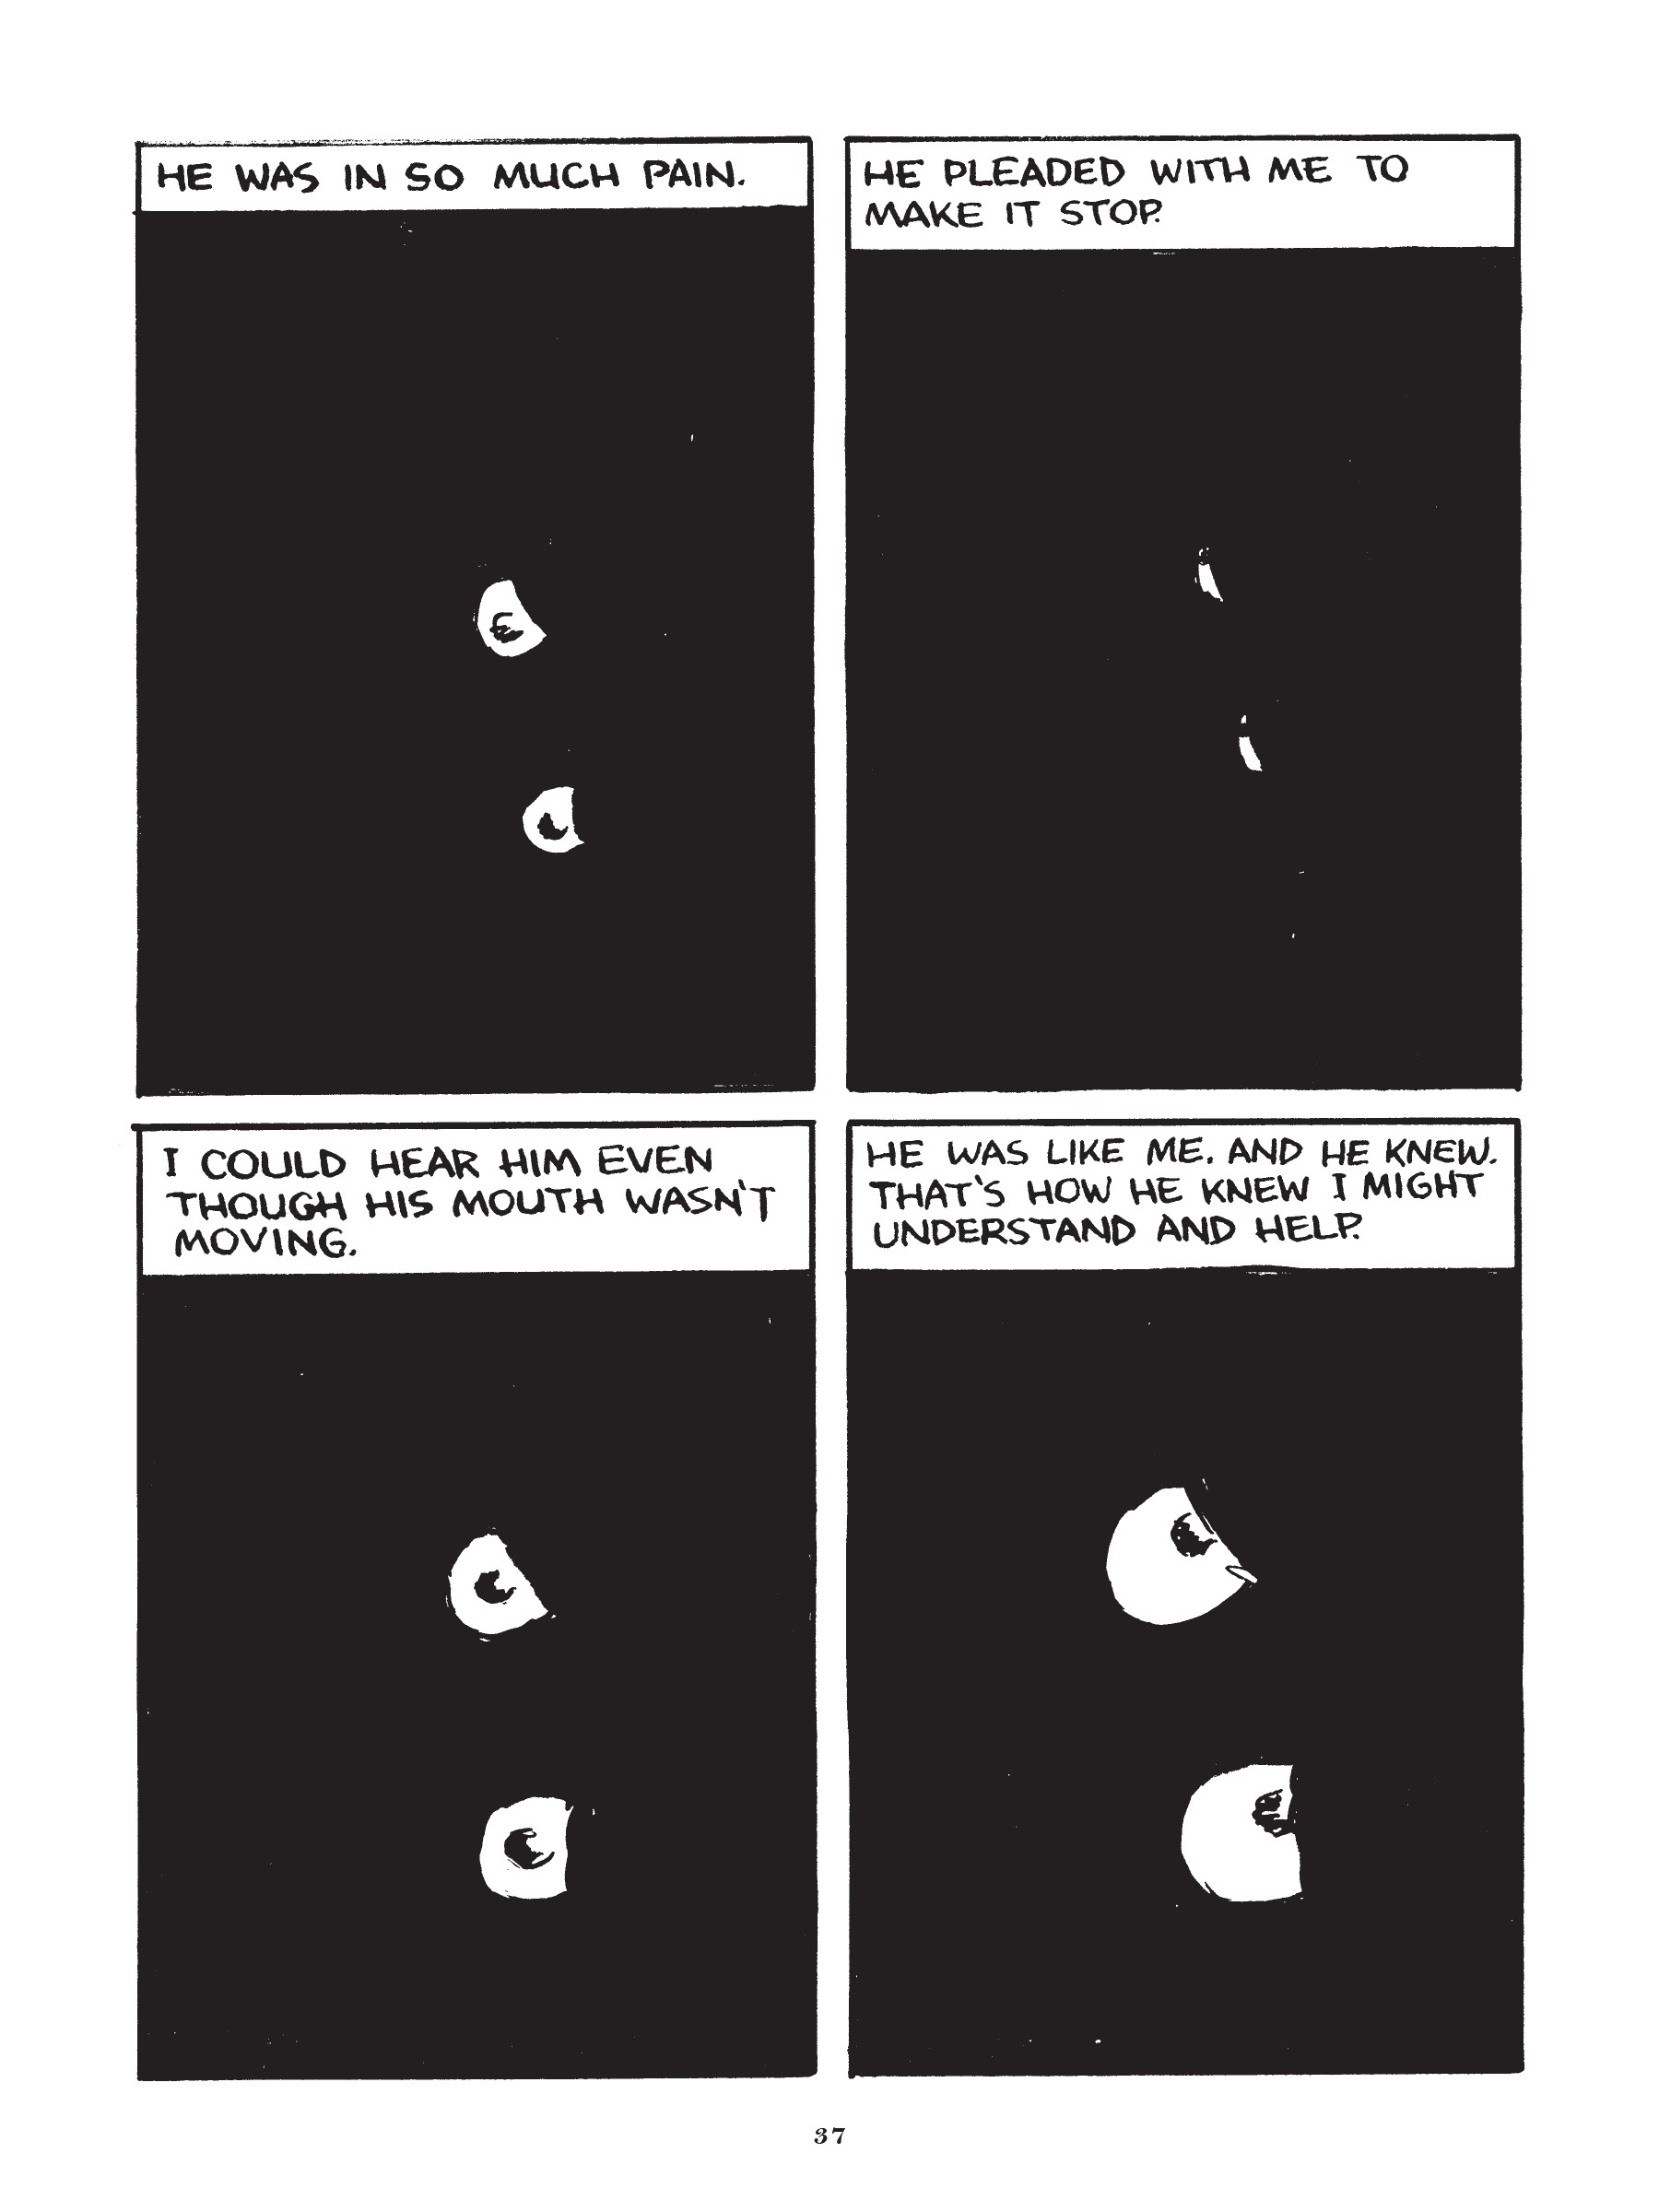 HE WAS IN SO MUCH PAIN.
HE PLEADED WITH ME TO
MAKE IT STOP.
I COULD HEAR HIM EVEN
THOUGH HIS MOUTH WASN'T
MOVING.
HE WAS LIKE ME. AND HE KNEW.
THAT'S HOW HE KNEW I MIGHT
UNDERSTAND AND HELP.
37